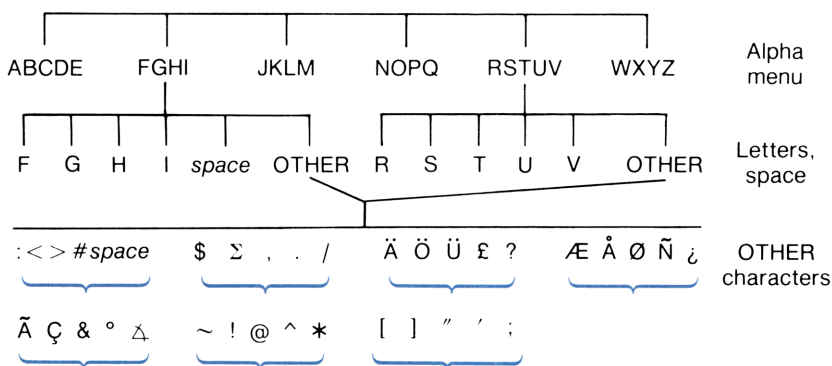 ABCDE FGHI JKLM NOPQ RSTUV WXYZ Alpha
menu
F G H I space OTHER R S T U V OTHER Letters,
space
: < > # space $ Σ , . / Ä Ö Ü £ ? Æ Å Ø Ñ ¿ OTHER
characters
Ã Ç & ° ∡ ~ ! @ ^ * [ ] " ' ;